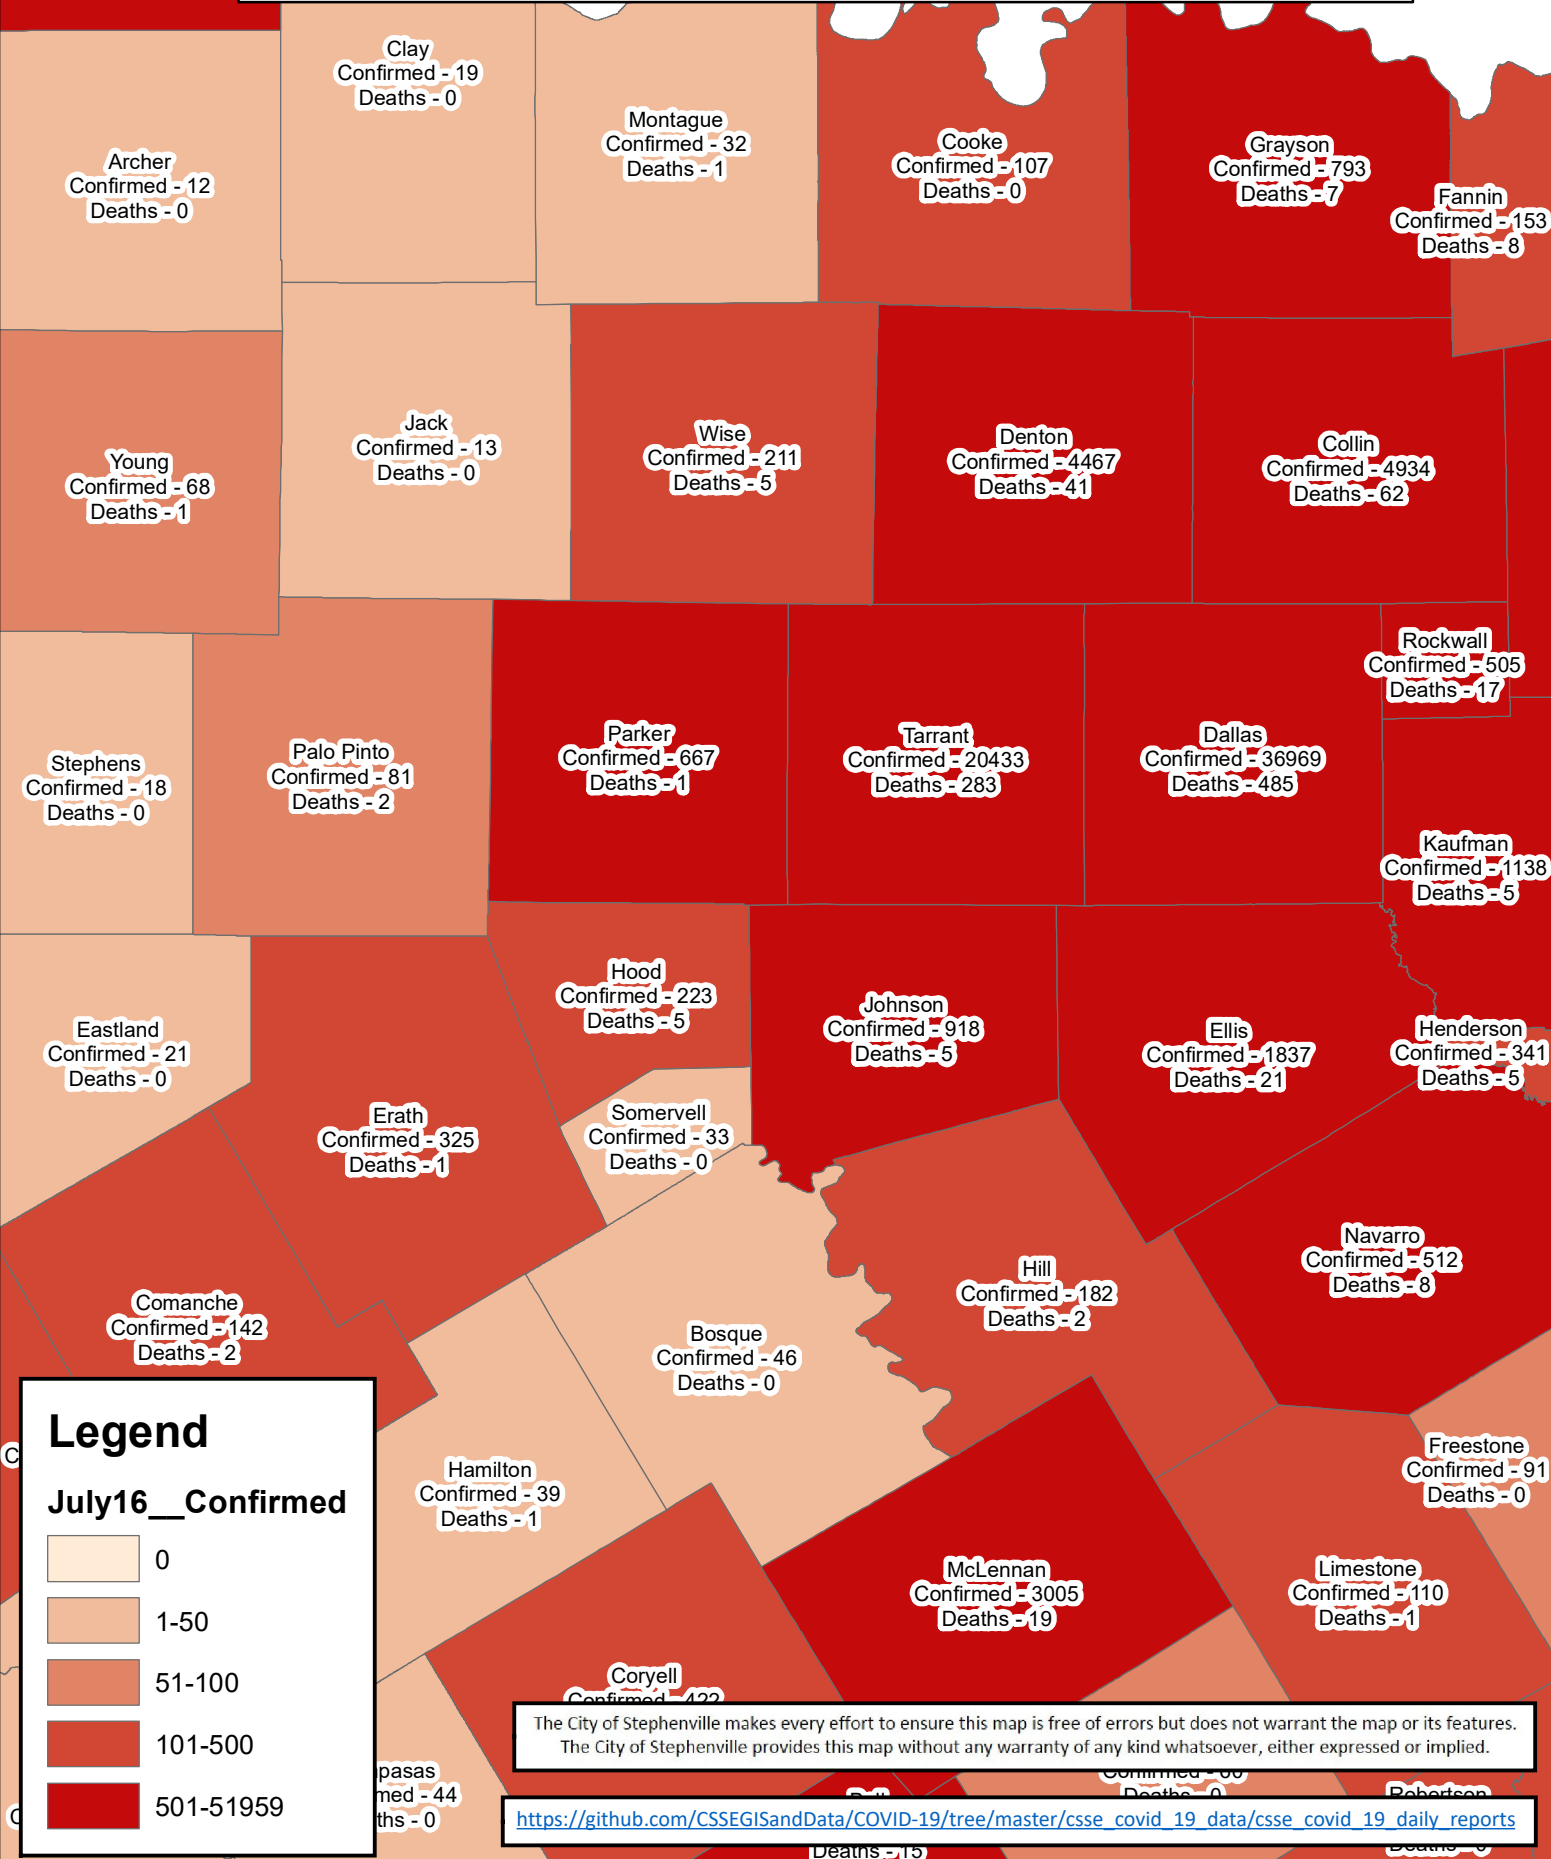 Clay
Confirmed - 19
Deaths - 0
Montague
Confirmed - 32
Deaths - 1
Cooke
Confirmed - 107
Deaths - 0
Grayson
Confirmed - 793
Deaths - 7
Archer
Confirmed - 12
Deaths - 0
Fannin
Confirmed - 153
Deaths - 8
Young
Confirmed - 68
Deaths - 1
Jack
Confirmed - 13
Deaths - 0
Wise
Confirmed - 211
Deaths - 5
Denton
Confirmed - 4467
Deaths - 41
Collin
Confirmed - 4934
Deaths - 62
Rockwall
Confirmed - 505
Deaths - 17
Stephens
Confirmed - 18
Deaths - 0
Palo Pinto
Confirmed - 81
Deaths - 2
Parker
Confirmed - 667
Deaths - 1
Tarrant
Confirmed - 20433
Deaths - 283
Dallas
Confirmed - 36969
Deaths - 485
Kaufman
Confirmed - 1138
Deaths - 5
Eastland
Confirmed - 21
Deaths - 0
Hood
Confirmed - 223
Deaths - 5
Johnson
Confirmed - 918
Deaths - 5
Ellis
Confirmed - 1837
Deaths - 21
Henderson
Confirmed - 341
Deaths - 5
Erath
Confirmed - 325
Deaths - 1
Somervell
Confirmed - 33
Deaths - 0
Comanche
Confirmed - 142
Deaths - 2
Bosque
Confirmed - 46
Deaths - 0
Hill
Confirmed - 182
Deaths - 2
Navarro
Confirmed - 512
Deaths - 8
Hamilton
Confirmed - 39
Deaths - 1
Freestone
Confirmed - 91
Deaths - 0
McLennan
Confirmed - 3005
Deaths - 19
Limestone
Confirmed - 110
Deaths - 1
Coryell
Confirmed - 422
pasas
med - 44
ths - 0
Deaths - 0
Robertson
Deaths - 15
Legend
July16__Confirmed
0
1-50
51-100
101-500
501-51959
The City of Stephenville makes every effort to ensure this map is free of errors but does not warrant the map or its features.
The City of Stephenville provides this map without any warranty of any kind whatsoever, either expressed or implied.
https://github.com/CSSEGISandData/COVID-19/tree/master/csse_covid_19_data/csse_covid_19_daily_reports